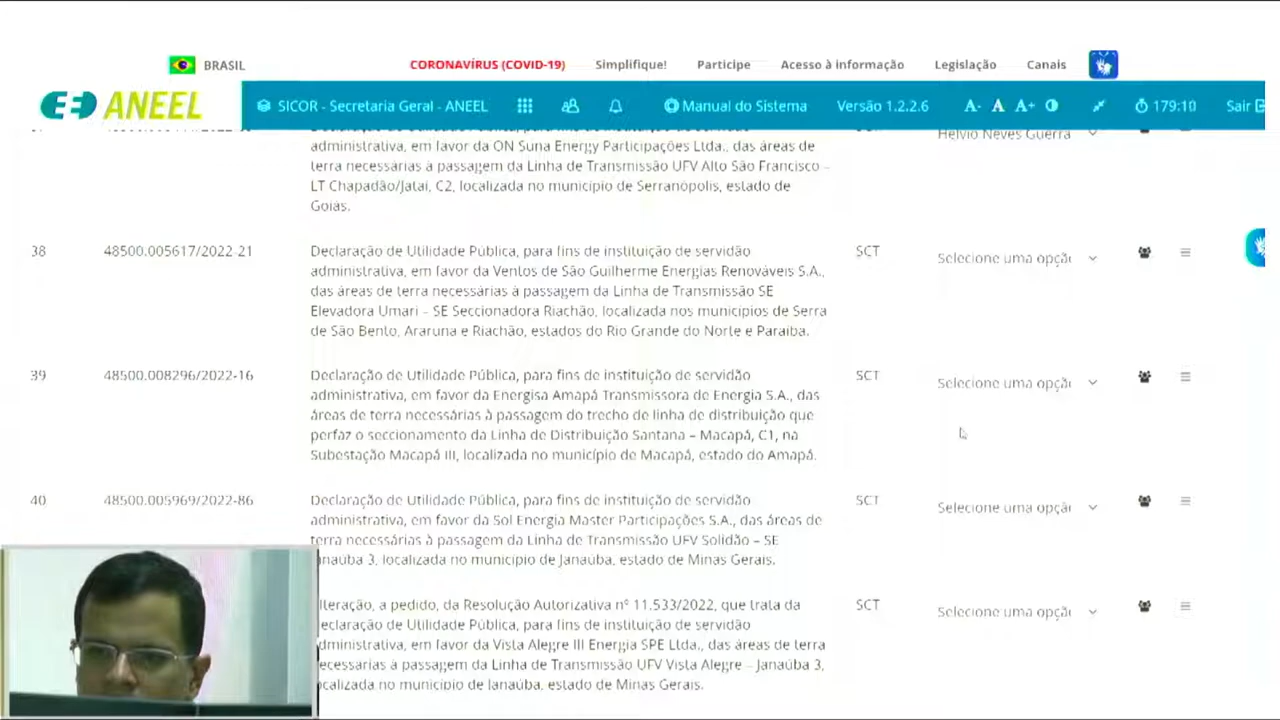 BRASIL
CORONAVÍRUS (COVID-19) Simplifique! Participe Acesso à informação Legislação Canais
ANEEL
SICOR - Secretaria Geral - ANEEL Manual do Sistema Versão 1.2.2.6 A- A A+ 179:10 Sair
Helvio Neves Guerra
administrativa, em favor da ON Suna Energy Participações Ltda., das áreas de
terra necessárias à passagem da Linha de Transmissão UFV Alto São Francisco –
LT Chapadão/Jataí, C2, localizada no município de Serranópolis, estado de
Goiás.
38 48500.005617/2022-21 Declaração de Utilidade Pública, para fins de instituição de servidão SCT Selecione uma opçã
administrativa, em favor da Ventos de São Guilherme Energias Renováveis S.A.,
das áreas de terra necessárias à passagem da Linha de Transmissão SE
Elevadora Umari – SE Seccionadora Riachão, localizada nos municípios de Serra
de São Bento, Araruna e Riachão, estados do Rio Grande do Norte e Paraíba.
39 48500.008296/2022-16 Declaração de Utilidade Pública, para fins de instituição de servidão SCT Selecione uma opçã
administrativa, em favor da Energisa Amapá Transmissora de Energia S.A., das
áreas de terra necessárias à passagem do trecho de linha de distribuição que
perfaz o seccionamento da Linha de Distribuição Santana – Macapá, C1, na
Subestação Macapá III, localizada no município de Macapá, estado do Amapá.
40 48500.005969/2022-86 Declaração de Utilidade Pública, para fins de instituição de servidão SCT Selecione uma opçã
administrativa, em favor da Sol Energia Master Participações S.A., das áreas de
terra necessárias à passagem da Linha de Transmissão UFV Solidão – SE
anaúba 3, localizada no município de Janaúba, estado de Minas Gerais.
lteração, a pedido, da Resolução Autorizativa nº 11.533/2022, que trata da SCT Selecione uma opçã
eclaração de Utilidade Pública, para fins de instituição de servidão
dministrativa, em favor da Vista Alegre III Energia SPE Ltda., das áreas de terra
ecessárias à passagem da Linha de Transmissão UFV Vista Alegre – Janaúba 3,
ocalizada no município de Janaúba, estado de Minas Gerais.